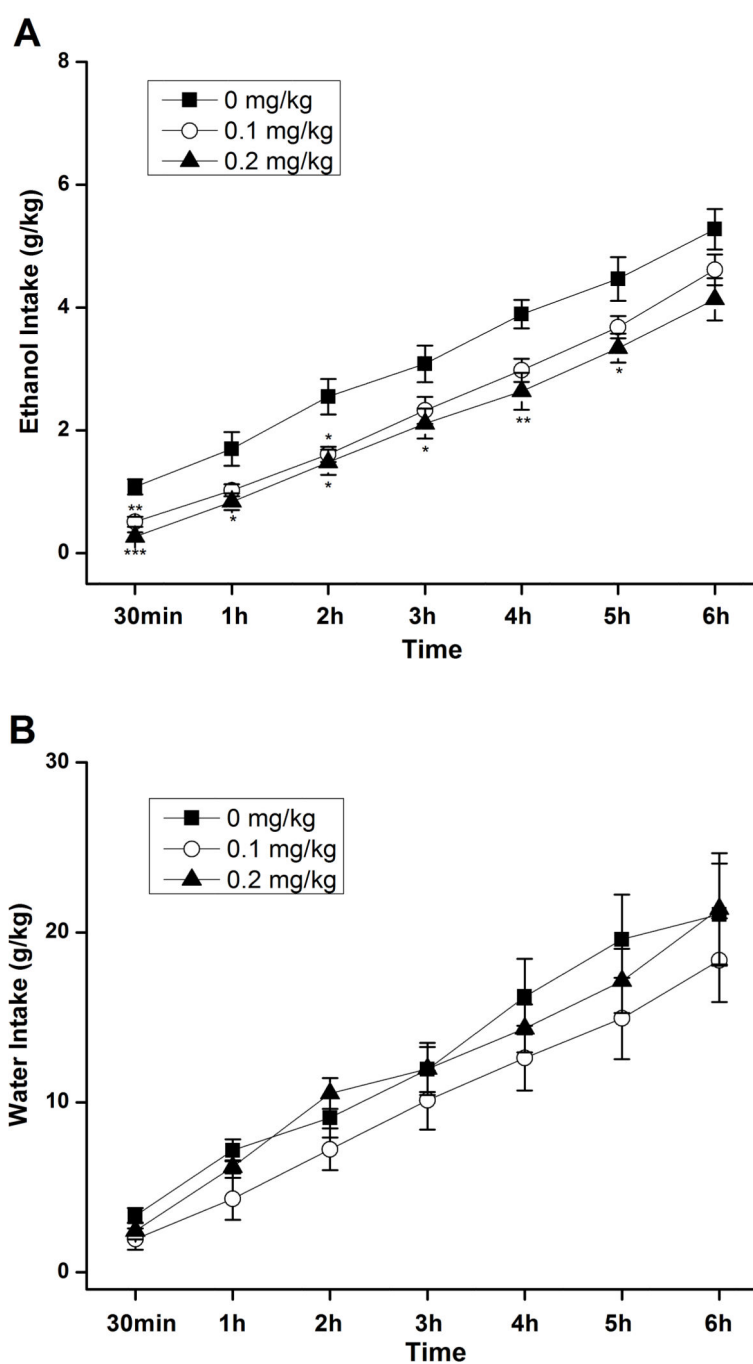 A
8
0 mg/kg
0.1 mg/kg
0.2 mg/kg
6
4
2
0
Ethanol Intake (g/kg)
**
***
*
*
*
*
**
*
30min 1h 2h 3h 4h 5h 6h
Time
B
30
0 mg/kg
0.1 mg/kg
0.2 mg/kg
20
10
0
Water Intake (g/kg)
30min 1h 2h 3h 4h 5h 6h
Time